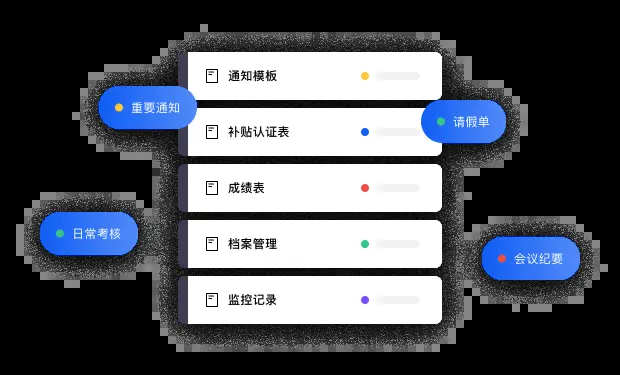 通知模板
重要通知
补贴认证表
请假单
成绩表
日常考核
档案管理
会议纪要
监控记录